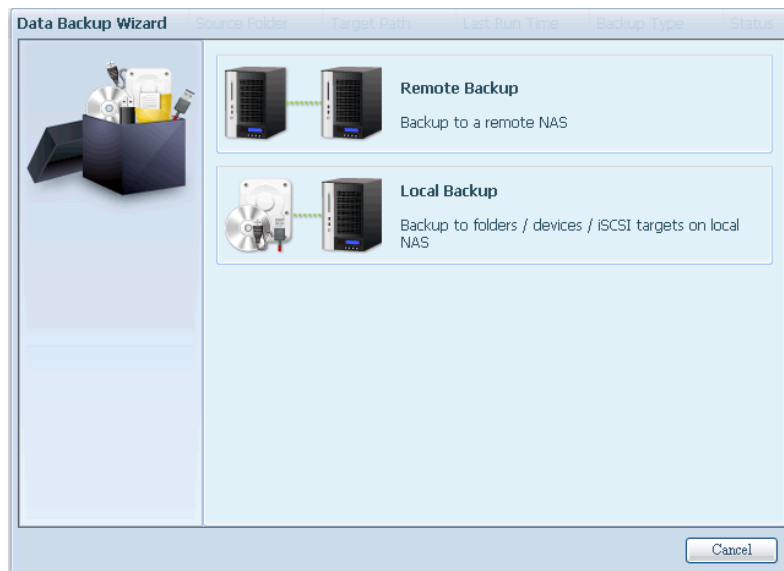 Data Backup Wizard Source Folder Target Path Last Run Time Backup Type Status
Remote Backup
Backup to a remote NAS
Local Backup
Backup to folders / devices / iSCSI targets on local
NAS
Cancel